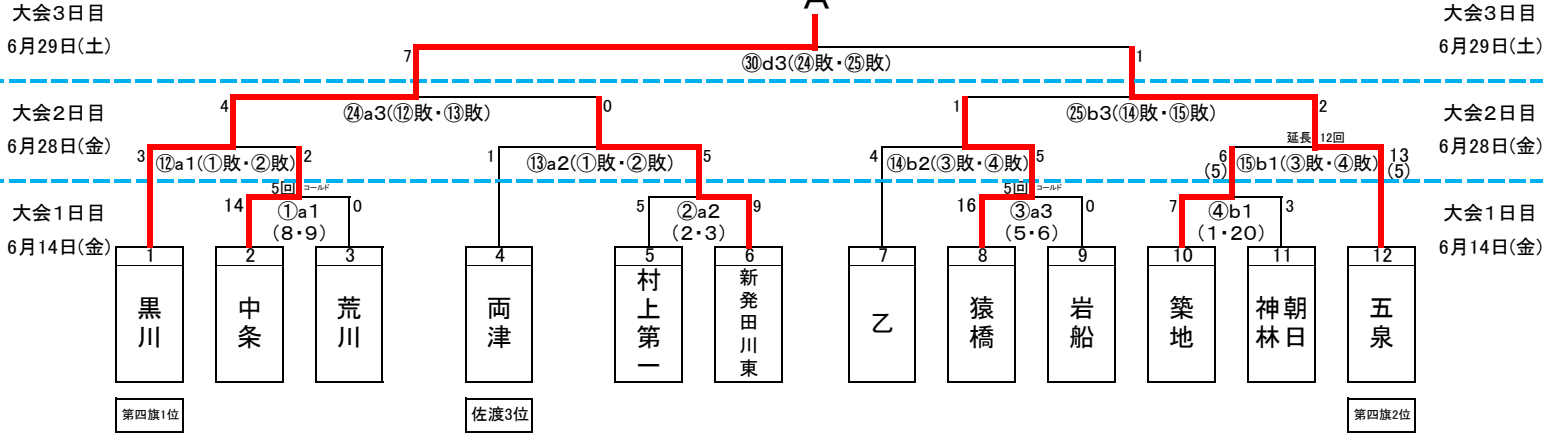 A
大会3日目
大会3日目
6月29日(土)
6月29日(土)
7
1
㉚d3(㉔敗・㉕敗)
4
0
1
2
大会2日目
㉔a3(⑫敗・⑬敗)
㉕b3(⑭敗・⑮敗)
大会2日目
6月28日(金)
延長 12回
6月28日(金)
3
2
1
5
4
5
6
(5)
13
(5)
⑫a1(①敗・②敗)
⑬a2(①敗・②敗)
⑭b2(③敗・④敗)
⑮b1(③敗・④敗)
5回 コールド
5回 コールド
大会1日目
14
0
5
9
16
0
7
3
大会1日目
①a1
②a2
③a3
④b1
6月14日(金)
(8・9)
(2・3)
(5・6)
(1・20)
6月14日(金)
1
2
3
4
5
6
7
8
9
10
11
12
黒川
中条
荒川
両津
村上第一
新発田川東
乙
猿橋
岩船
築地
朝日
神林
五泉
第四旗1位
佐渡3位
第四旗2位